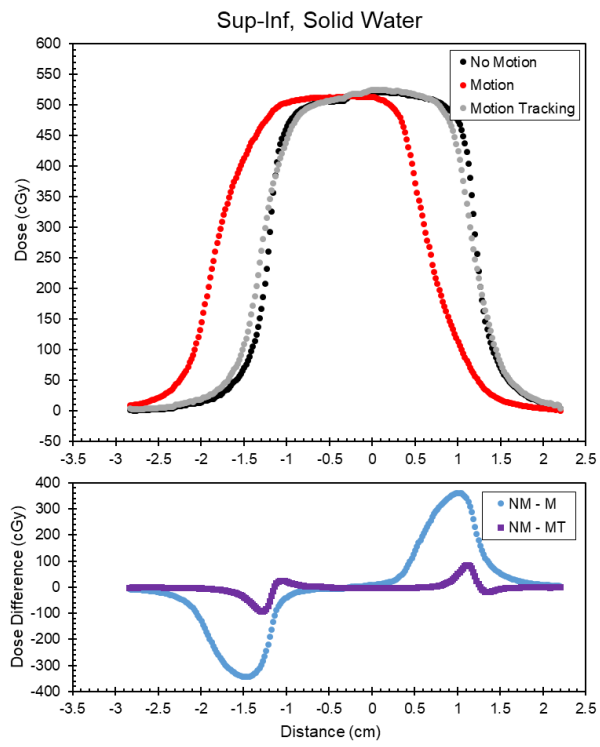 Sup-Inf, Solid Water
600
550
500
450
400
350
300
250
200
150
100
50
0
-50
Dose (cGy)
No Motion
Motion
Motion Tracking
-3.5 -3 -2.5 -2 -1.5 -1 -0.5 0 0.5 1 1.5 2 2.5
400
300
200
100
0
-100
-200
-300
-400
Dose Difference (cGy)
NM - M
NM - MT
-3.5 -3 -2.5 -2 -1.5 -1 -0.5 0 0.5 1 1.5 2 2.5
Distance (cm)